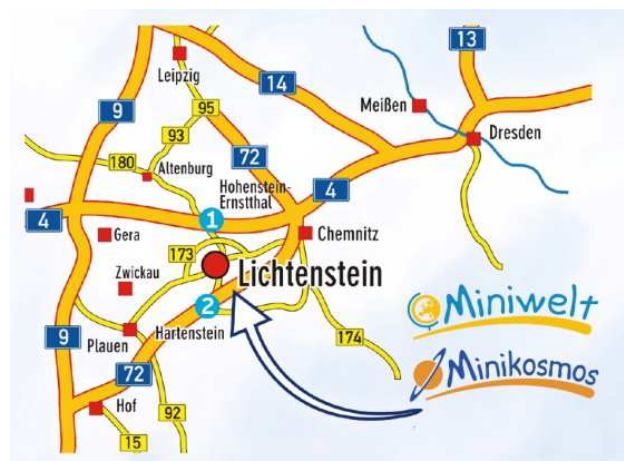 13
Leipzig
14
9
95
Meißen
93
Dresden
72
180
Altenburg
Hohenstein-
Ernstthal
4
4
1
Gera
Chemnitz
173
Zwickau
Lichtenstein
Miniwelt
2
Hartenstein
9
Plauen
174
Minikosmos
72
Hof
92
15